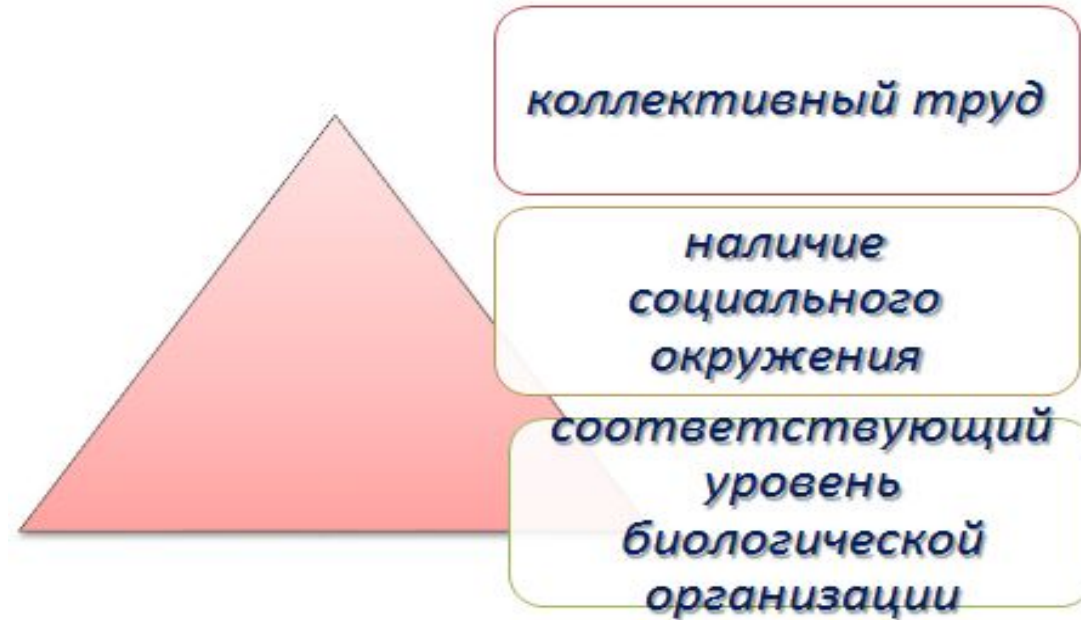 коллективный труд
наличие
социального
окружения
соответствующий
уровень
биологической
организации